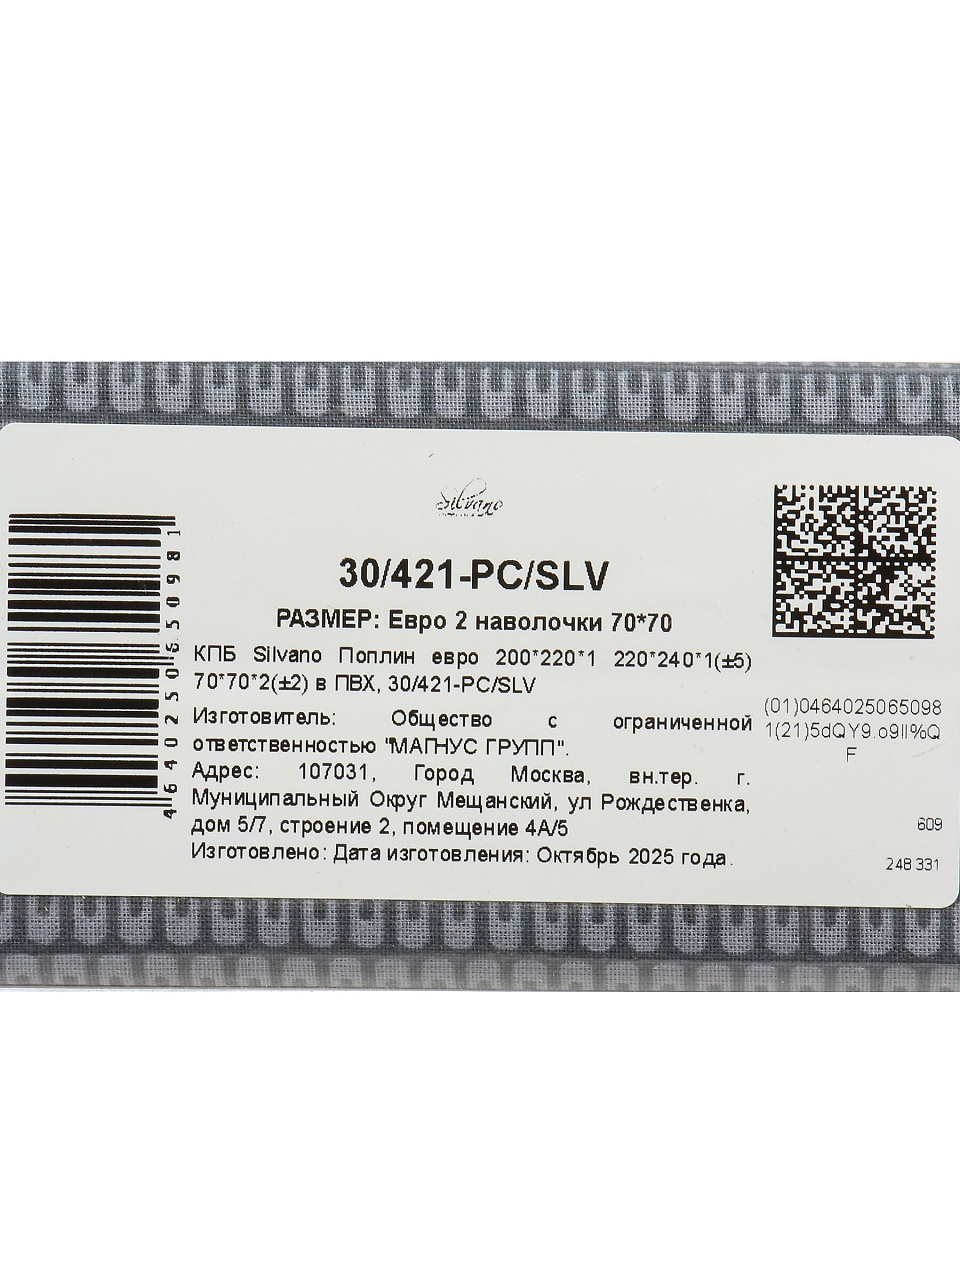 Silvano
30/421-PC/SLV
РАЗМЕР: Евро 2 наволочки 70*70
КПБ Silvano Поплин евро 200*220*1 220*240*1(±5)
70*70*2(±2) в ПВХ, 30/421-PC/SLV
Изготовитель: Общество с ограниченной
ответственностью "МАГНУС ГРУПП".
Адрес: 107031, Город Москва, вн.тер. г.
Муниципальный Округ Мещанский, ул Рождественка,
дом 5/7, строение 2, помещение 4А/5
Изготовлено: Дата изготовления: Октябрь 2025 года.
4640250650981
(01)0464025065098
1(21)5dQY9.o9II%Q
F
609
248 331